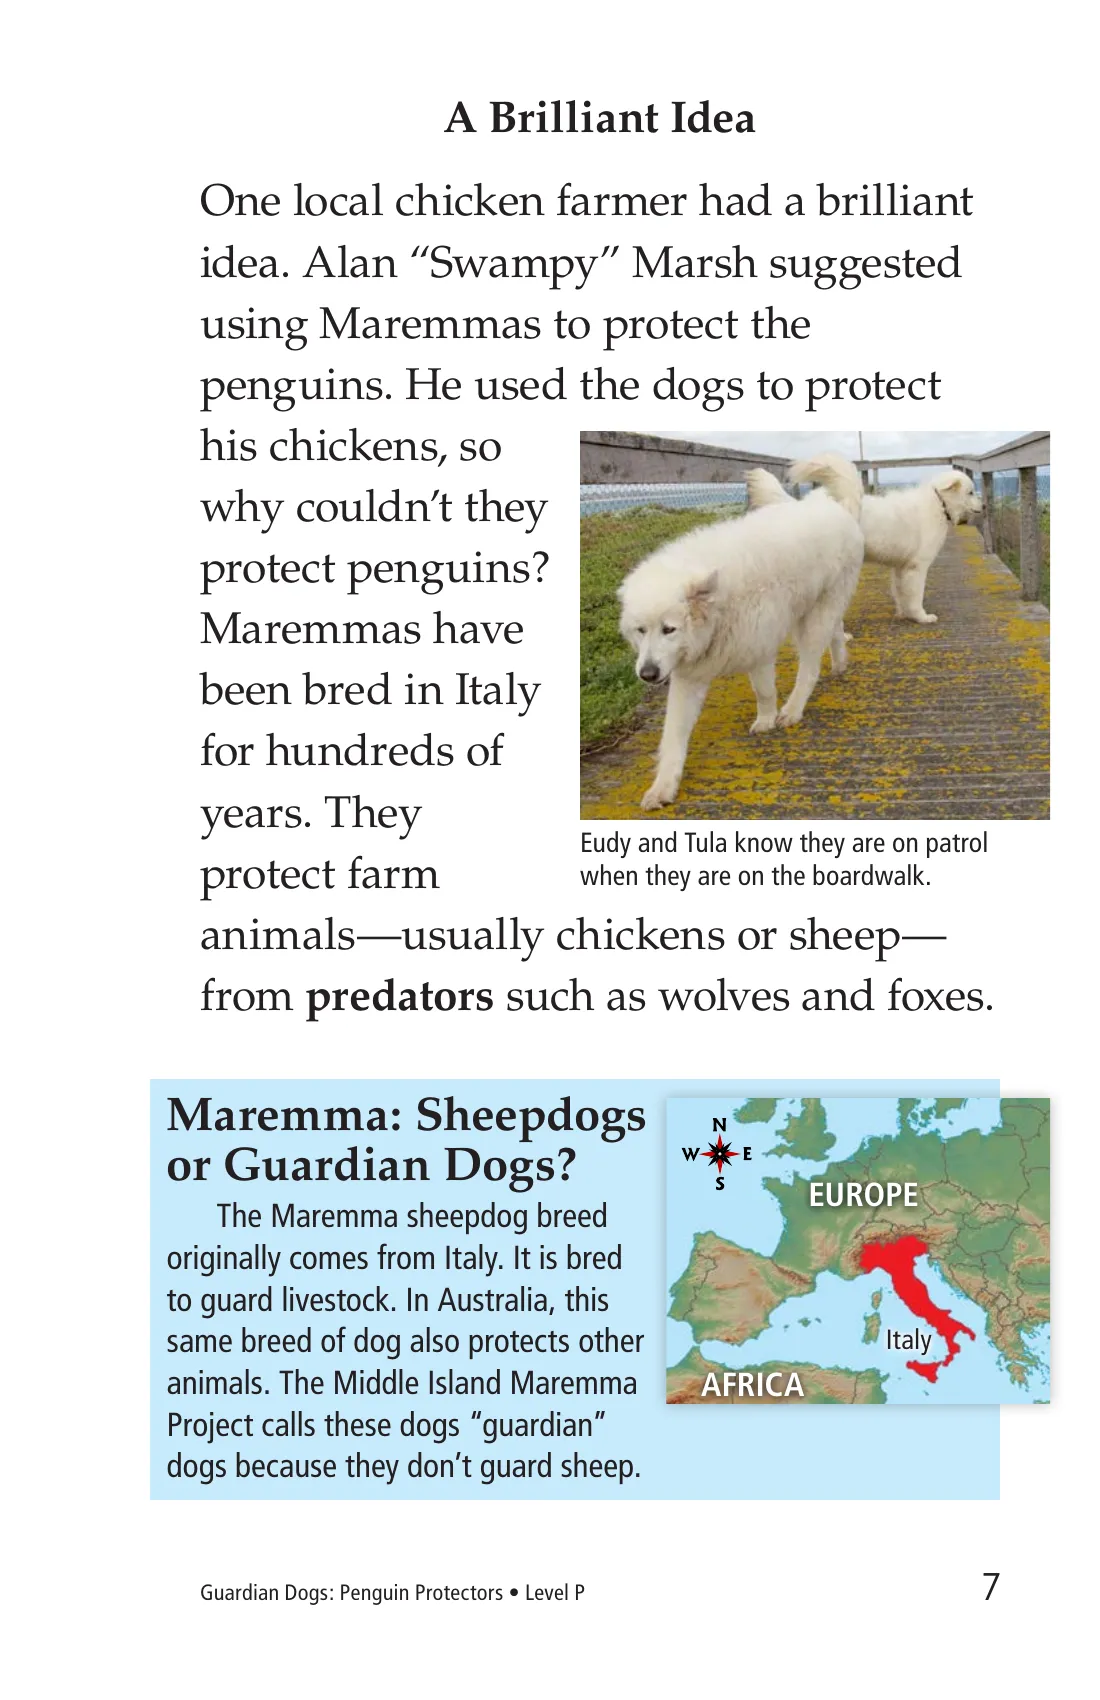 A Brilliant Idea
One local chicken farmer had a brilliant
idea. Alan “Swampy” Marsh suggested
using Maremmas to protect the
penguins. He used the dogs to protect
his chickens, so
why couldn’t they
protect penguins?
Maremmas have
been bred in Italy
for hundreds of
years. They
protect farm
animals—usually chickens or sheep—
from predators such as wolves and foxes.
Eudy and Tula know they are on patrol
when they are on the boardwalk.
Maremma: Sheepdogs
or Guardian Dogs?
The Maremma sheepdog breed
originally comes from Italy. It is bred
to guard livestock. In Australia, this
same breed of dog also protects other
animals. The Middle Island Maremma
Project calls these dogs “guardian”
dogs because they don’t guard sheep.
N
W E
S
EUROPE
Italy
AFRICA
Guardian Dogs: Penguin Protectors • Level P
7